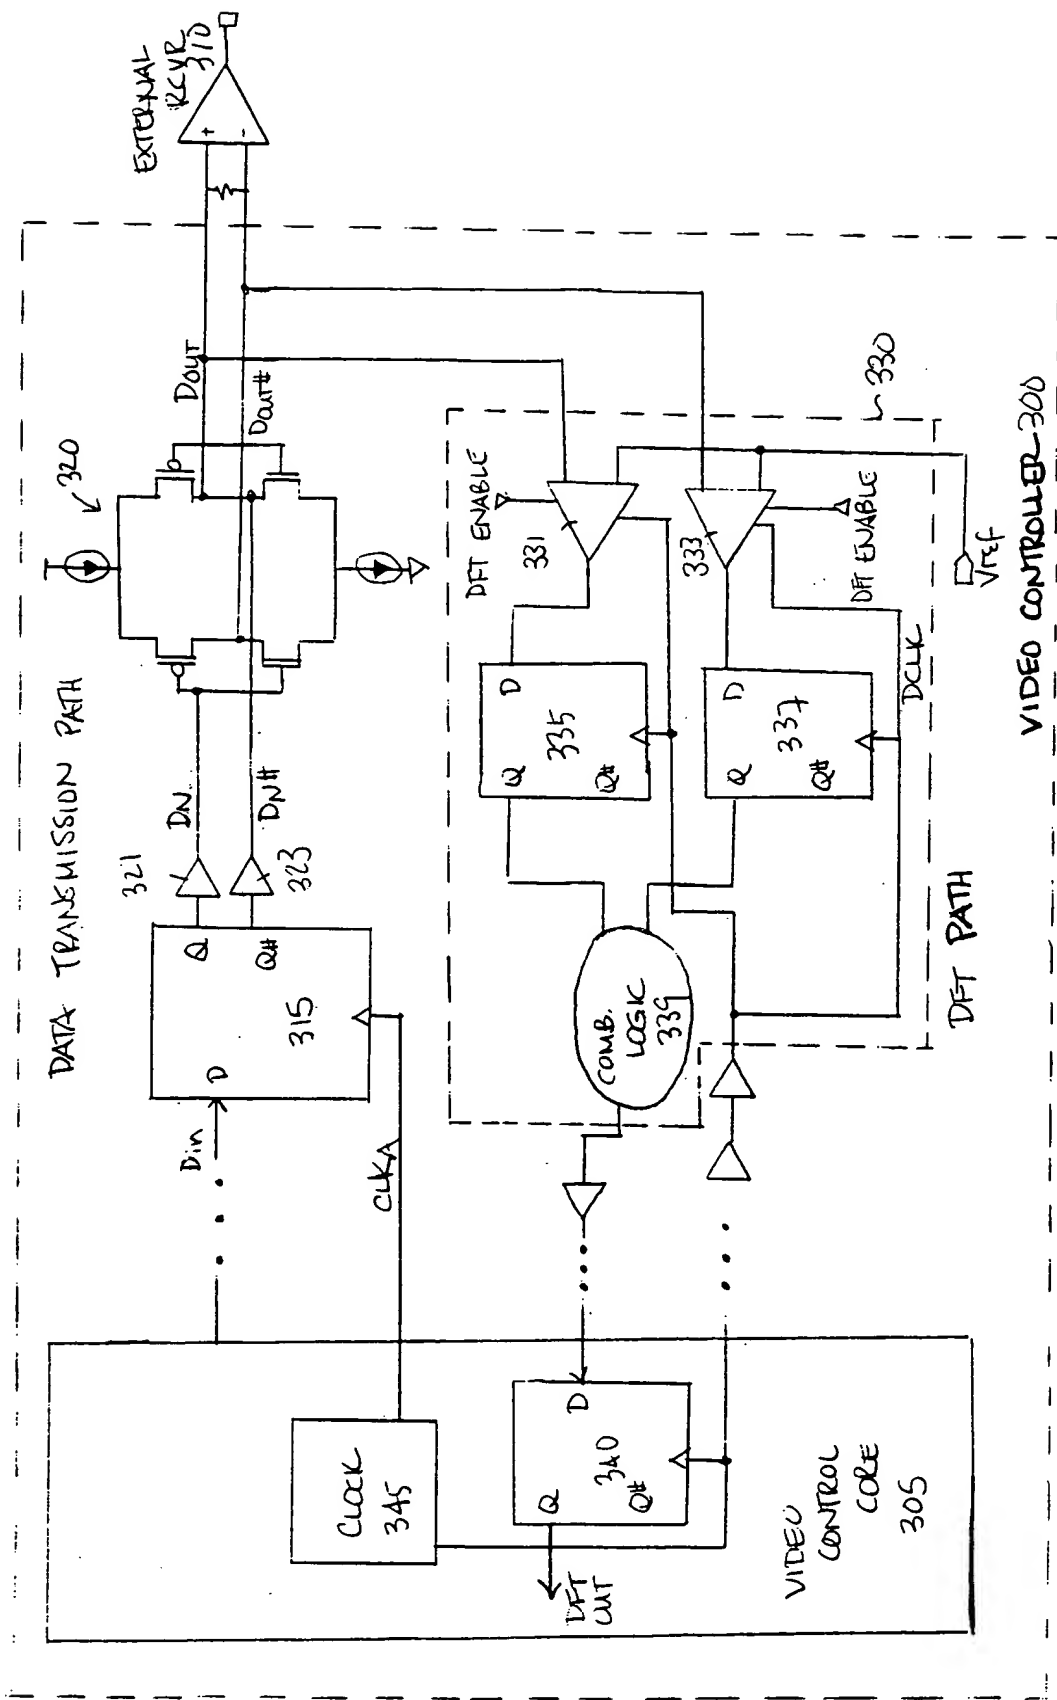 EXTERNAL
RCVR
310
+
-
DATA TRANSMISSION PATH
320
DOUT
Dout#
321
DN
DN#
323
Q
Q#
315
D
Din
CLKA
DFT ENABLE
331
330
D
335
Q
Q#
333
DFT ENABLE
Vref
D
337
Q
Q#
DCLK
COMB.
LOGIC
339
DFT PATH
CLOCK
345
D
340
Q
Q#
DFT
OUT
VIDEO
CONTROL
CORE
305
VIDEO CONTROLLER 300